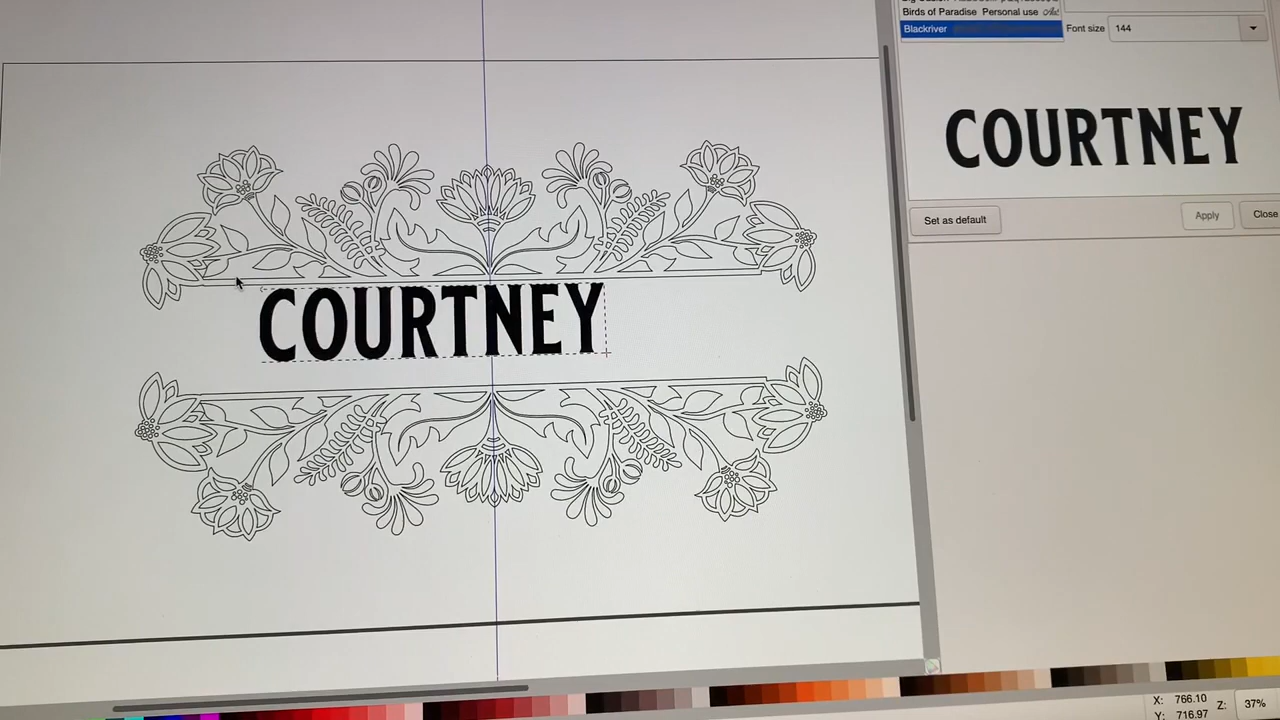 Birds of Paradise Personal use
Blackriver
Font size 144
COURTNEY
Set as default
Apply
Close
COURTNEY
X: 766.10
Y: 716.97
Z: 37%